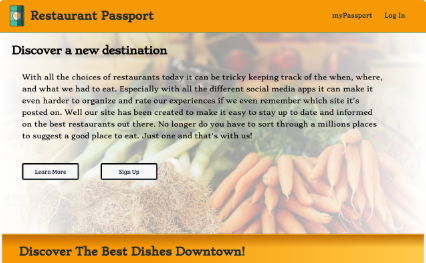 Restaurant Passport
myPassport Log In
Discover a new destination
With all the choices of restaurants today it can be tricky keeping track of the when, where,
and what we had to eat. Especially with all the different social media apps it can make it
even harder to organize and rate our experiences if we even remember which site it's
posted on. Well our site has been created to make it easy to stay up to date and informed
on the best restaurants out there. No longer do you have to sort through a millions places
to suggest a good place to eat. Just one and that's with us!
Learn More
Sign Up
Discover The Best Dishes Downtown!